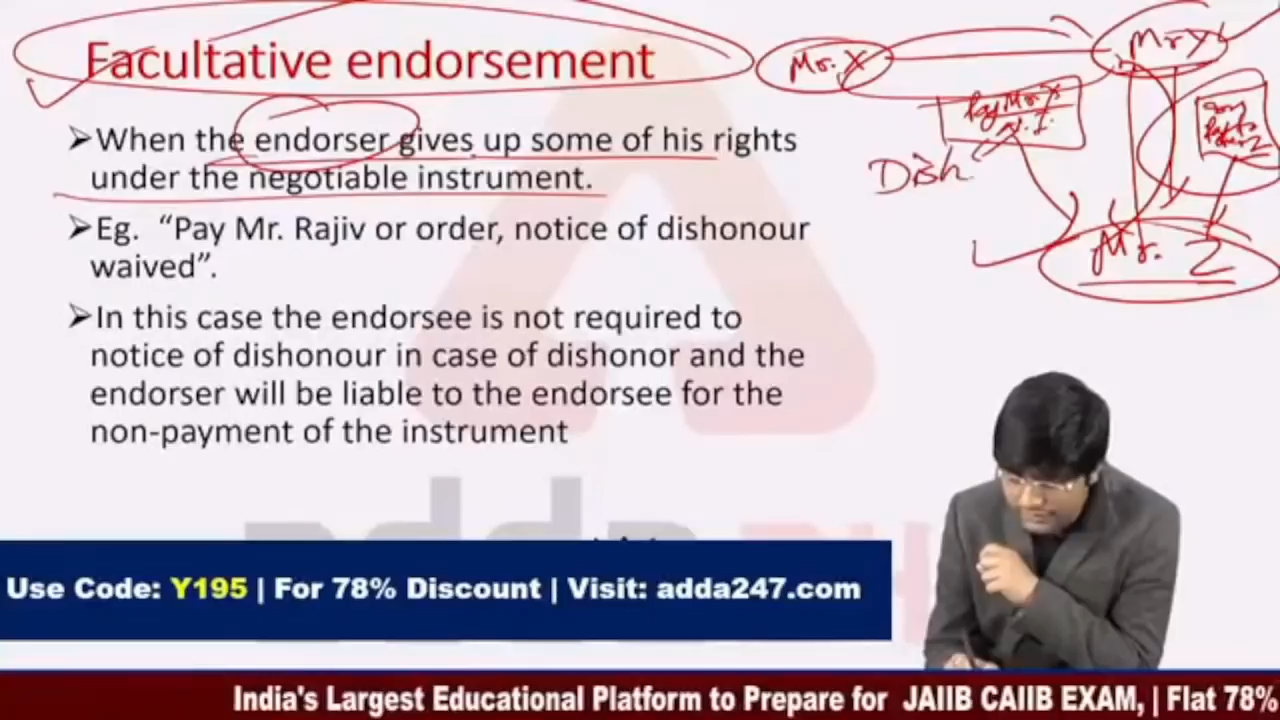 Facultative endorsement
➢When the endorser gives up some of his rights
under the negotiable instrument.
➢Eg. “Pay Mr. Rajiv or order, notice of dishonour
waived”.
➢In this case the endorsee is not required to
notice of dishonour in case of dishonor and the
endorser will be liable to the endorsee for the
non-payment of the instrument
Mr. X
Mr Y
Dish
Mr. Z
Use Code: Y195 | For 78% Discount | Visit: adda247.com
India's Largest Educational Platform to Prepare for JAIIB CAIIB EXAM, | Flat 78%